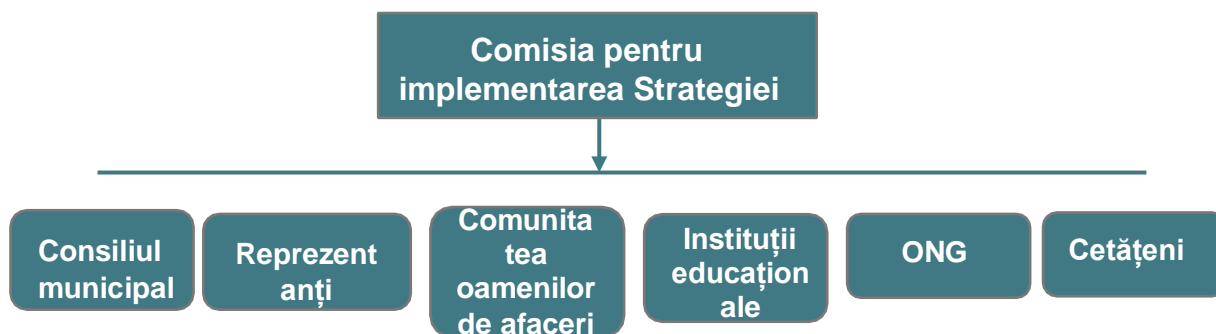 Comisia pentru
implementarea Strategiei
Consiliul
municipal
Reprezent
anți
Comunita
tea
oamenilor
de afaceri
Instituții
educațion
ale
ONG
Cetățeni